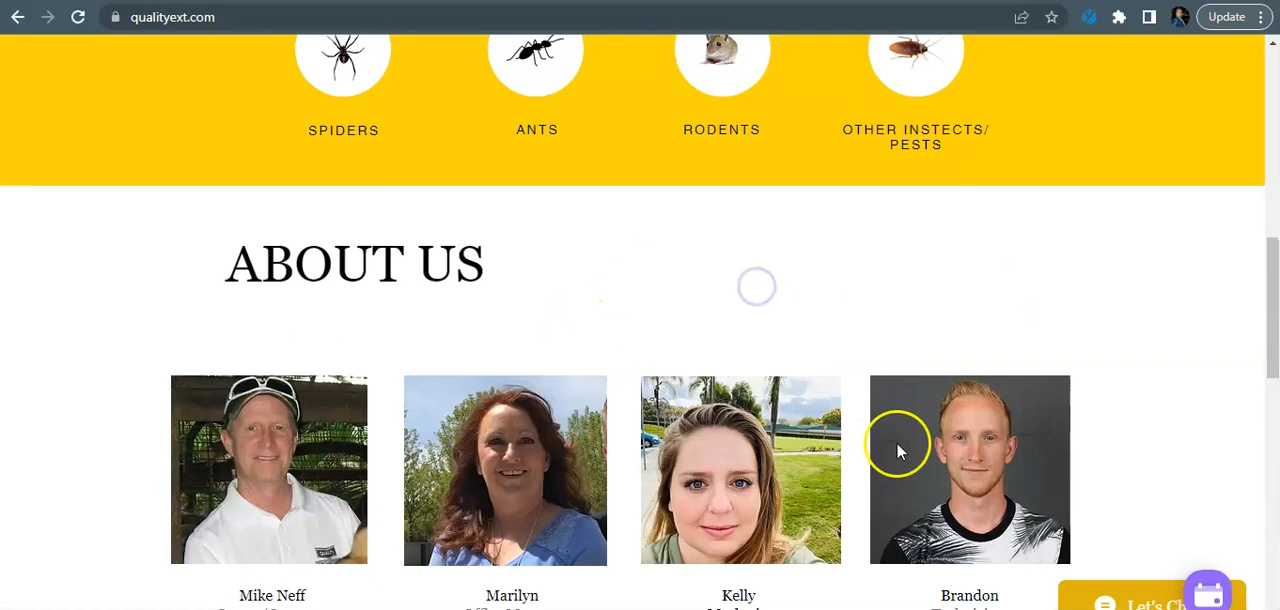 qualityext.com
Update
SPIDERS
ANTS
RODENTS
OTHER INSTECTS/
PESTS
ABOUT US
Mike Neff
Marilyn
Kelly
Brandon
Let's Ch